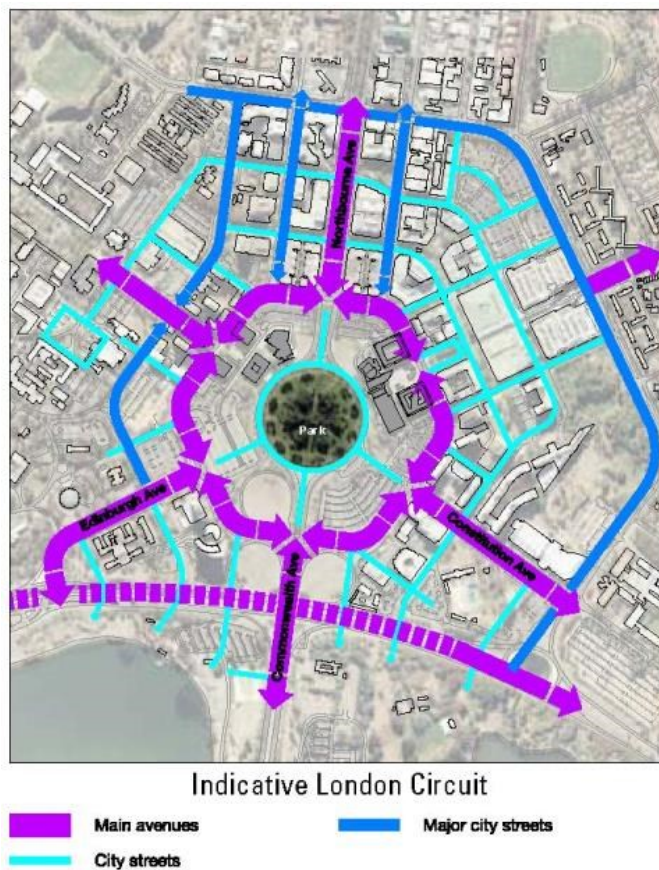 Northbourne Ave
Park
Edinburgh Ave
Constitution Ave
Commonwealth Ave
Indicative London Circuit
Main avenues
Major city streets
City streets